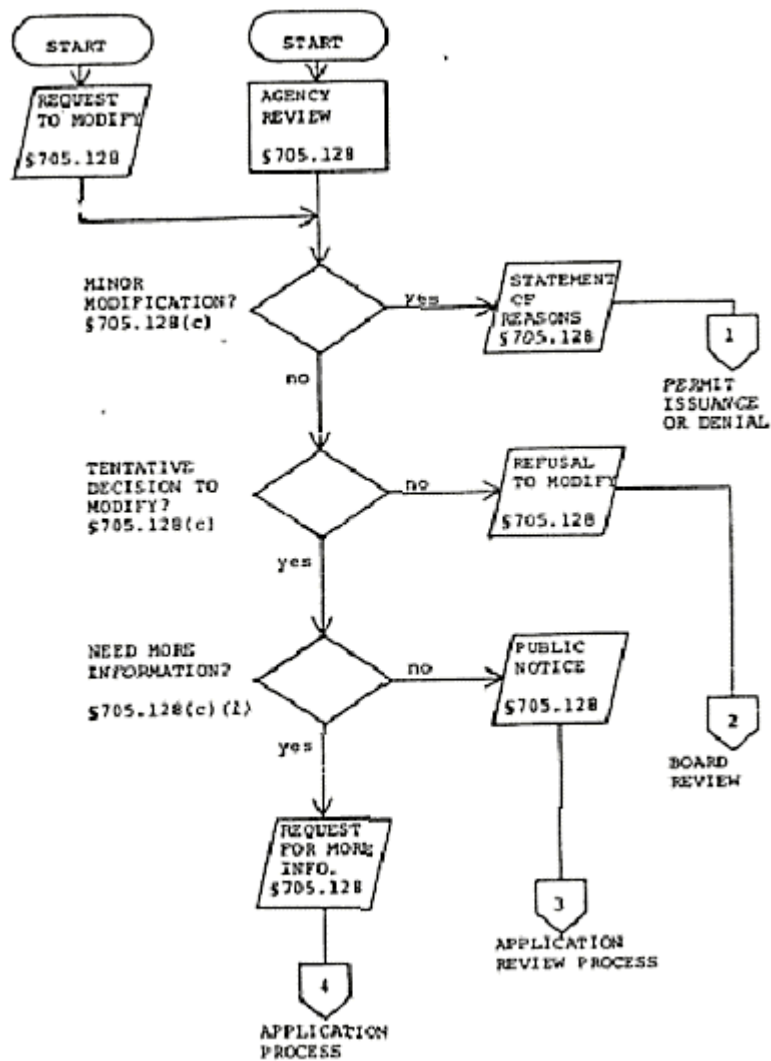 START
START
REQUEST
TO MODIFY
§705.128
AGENCY
REVIEW
§705.128
MINOR
MODIFICATION?
§705.128(c)
yes
STATEMENT
OF
REASONS
§705.128
1
PERMIT
ISSUANCE
OR DENIAL
no
TENTATIVE
DECISION TO
MODIFY?
§705.128(c)
no
REFUSAL
TO MODIFY
§705.128
yes
NEED MORE
INFORMATION?
§705.128(c)(1)
no
PUBLIC
NOTICE
§705.128
2
BOARD
REVIEW
yes
REQUEST
FOR MORE
INFO.
§705.128
3
APPLICATION
REVIEW PROCESS
4
APPLICATION
PROCESS